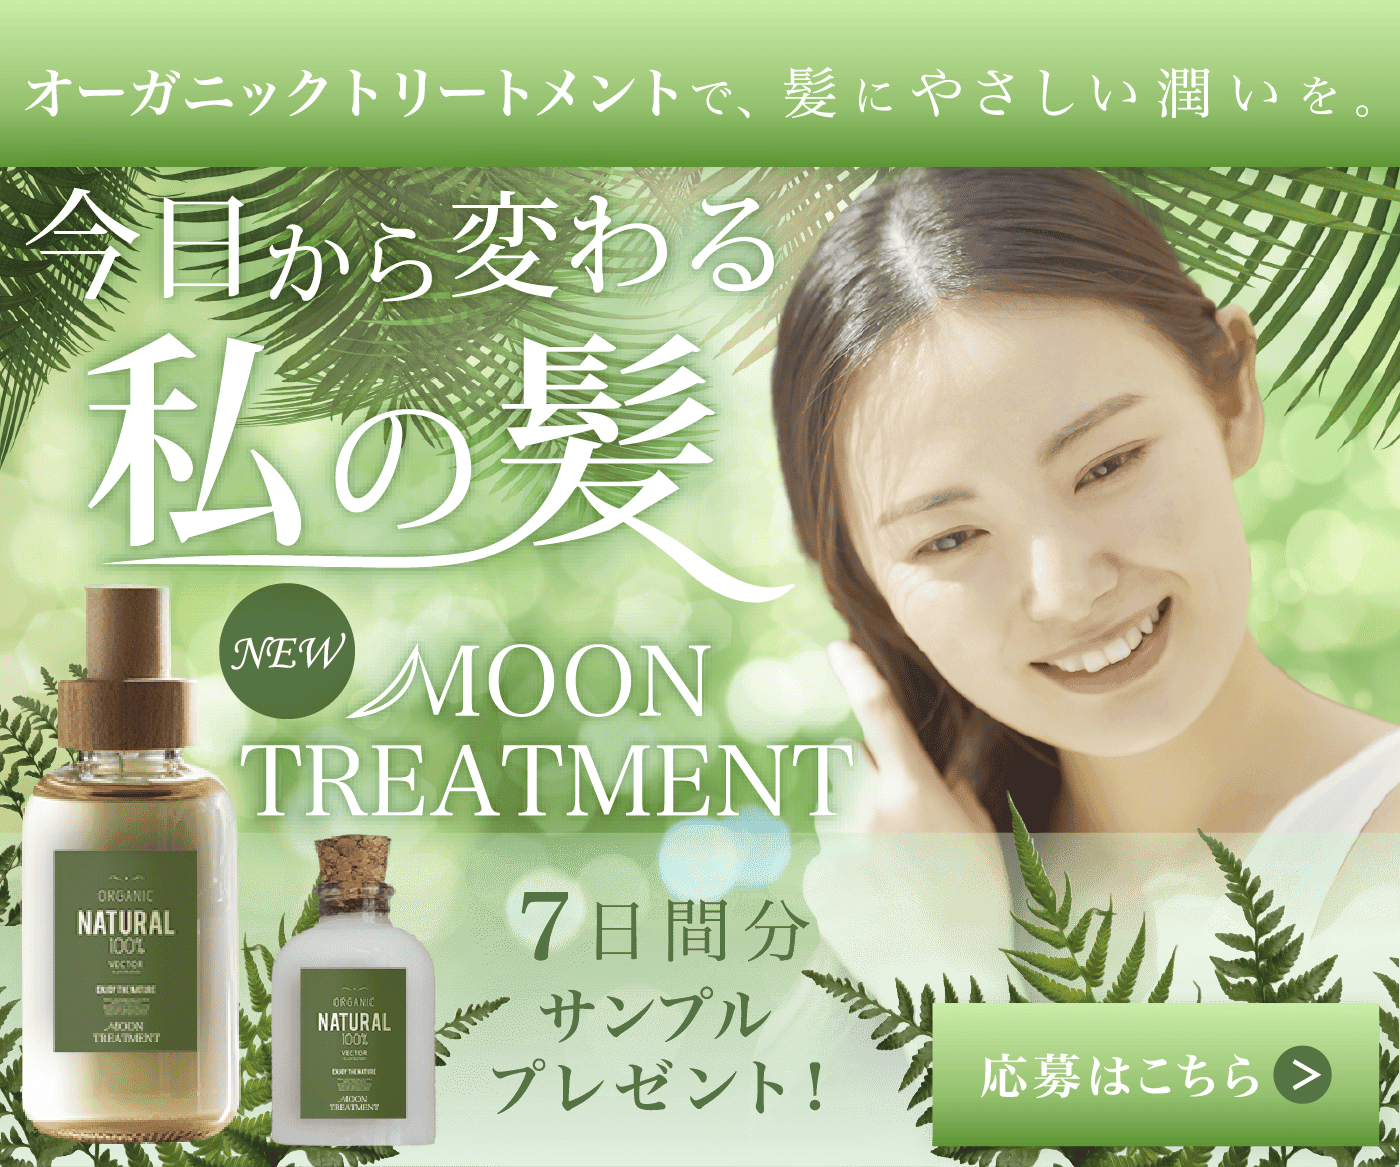 オーガニックトリートメントで、髪にやさしい潤いを。
今日から変わる
私の髪
NEW
MOON
TREATMENT
ORGANIC
NATURAL
100%
VECTOR
ENJOY THE NATURE
MOON
TREATMENT
ORGANIC
NATURAL
100%
VECTOR
ENJOY THE NATURE
MOON
TREATMENT
7日間分
サンプル
プレゼント!
応募はこちら >